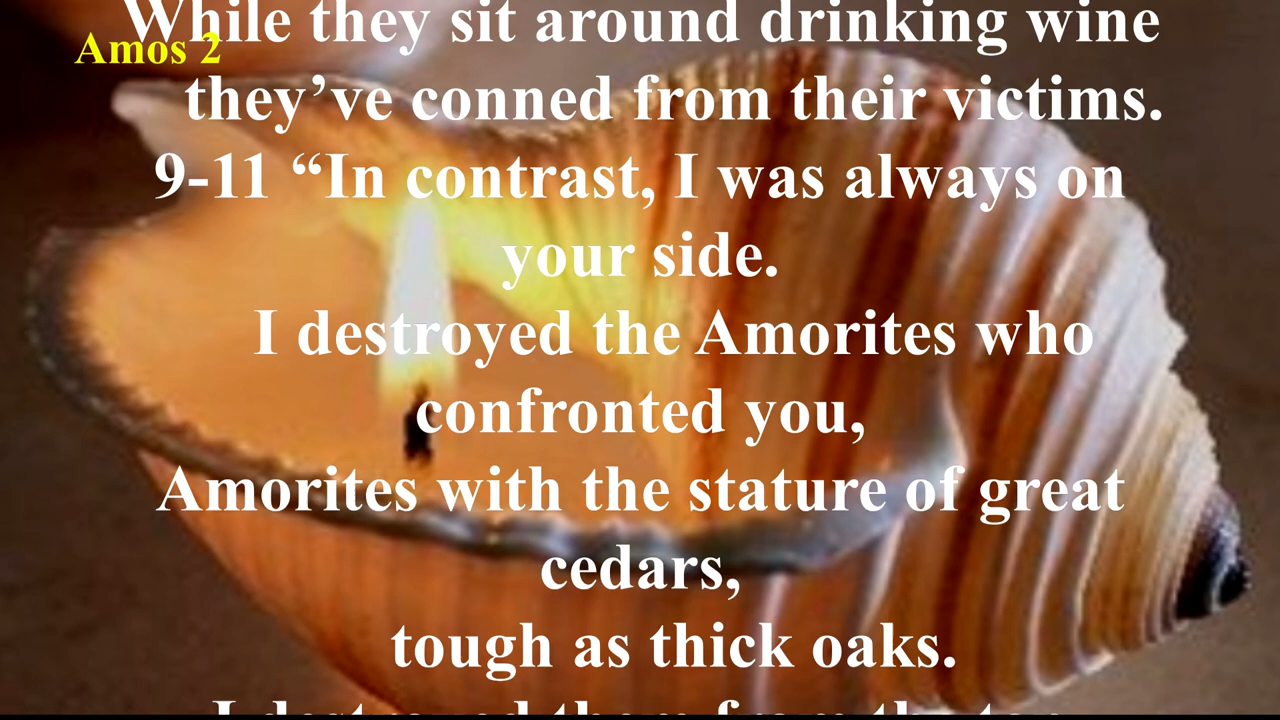 While they sit around drinking wine
Amos 2
they’ve conned from their victims.
9-11 “In contrast, I was always on
your side.
I destroyed the Amorites who
confronted you,
Amorites with the stature of great
cedars,
tough as thick oaks.